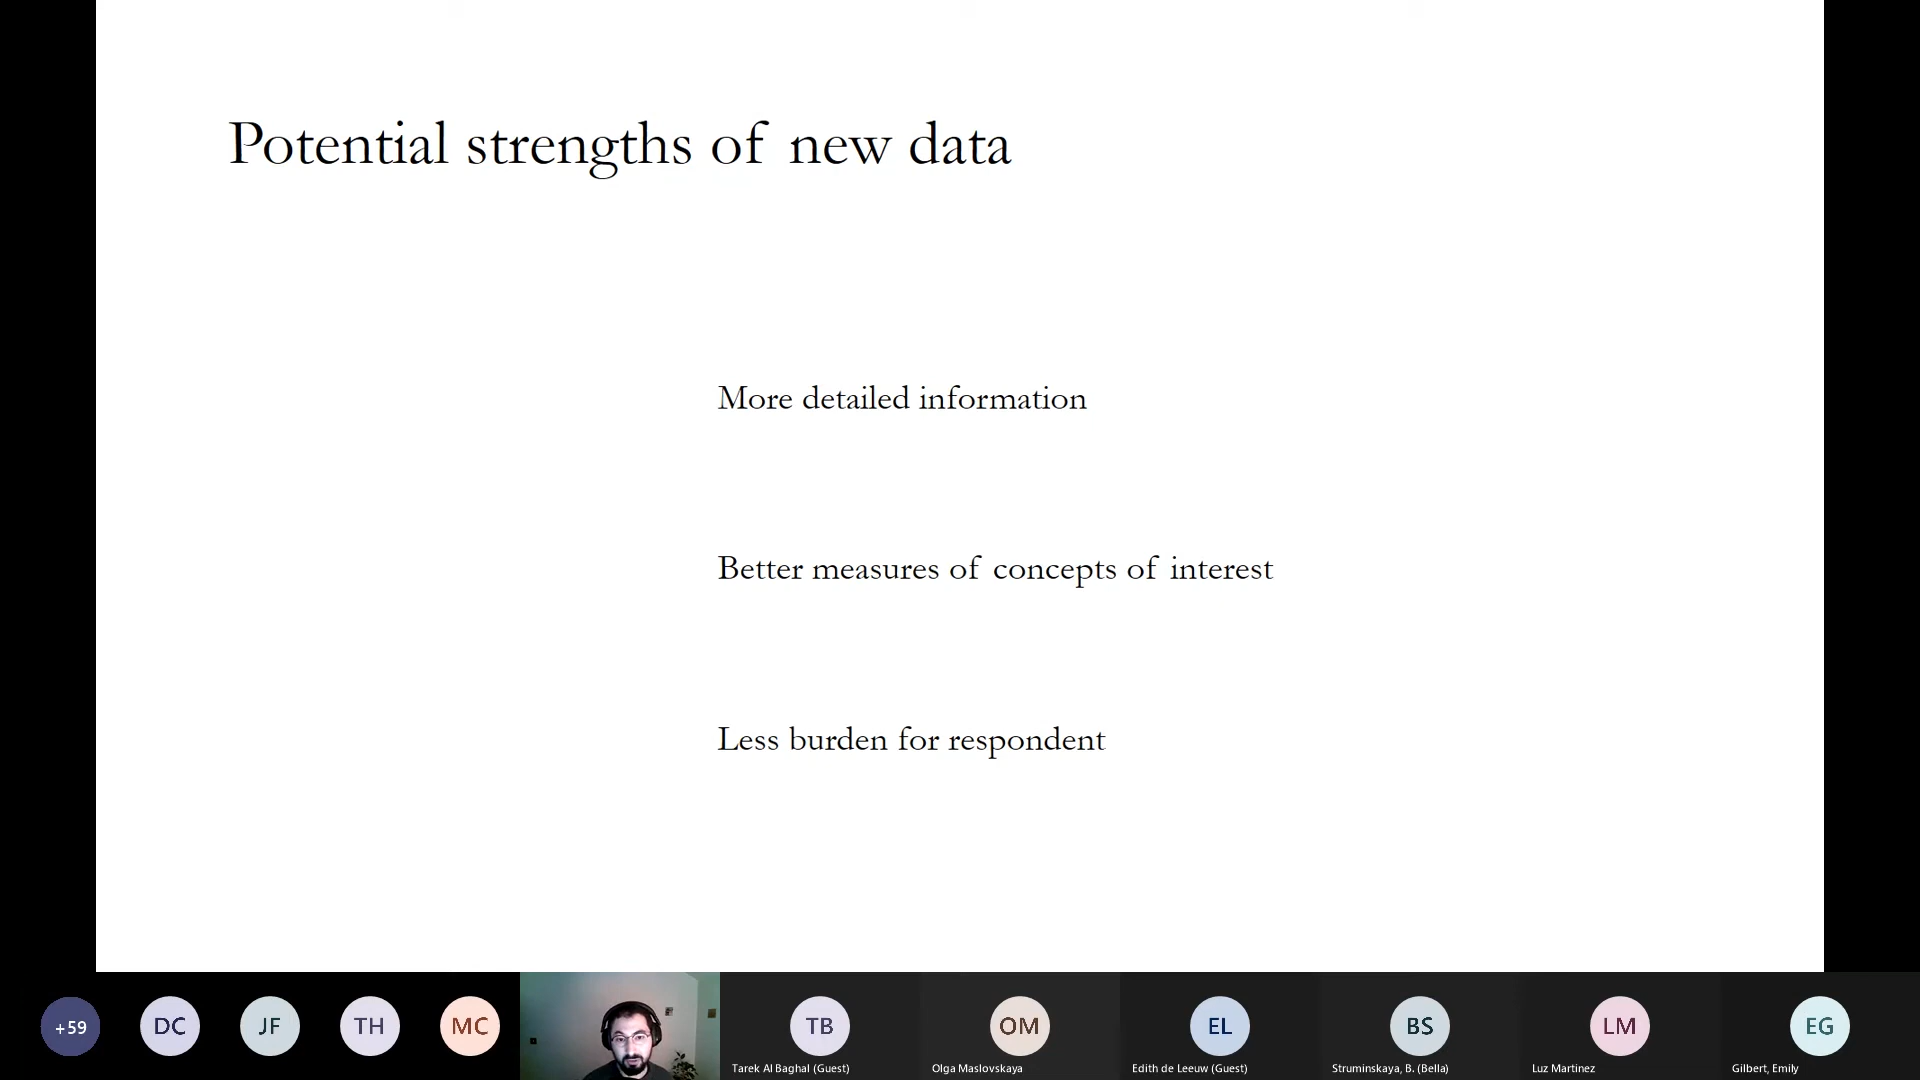 Potential strengths of new data
More detailed information
Better measures of concepts of interest
Less burden for respondent
+59
DC
JF
TH
MC
TB
OM
EL
BS
LM
EG
Tarek Al Baghal (Guest)
Olga Maslovskaya
Edith de Leeuw (Guest)
Struminskaya, B. (Bella)
Luz Martinez
Gilbert, Emily